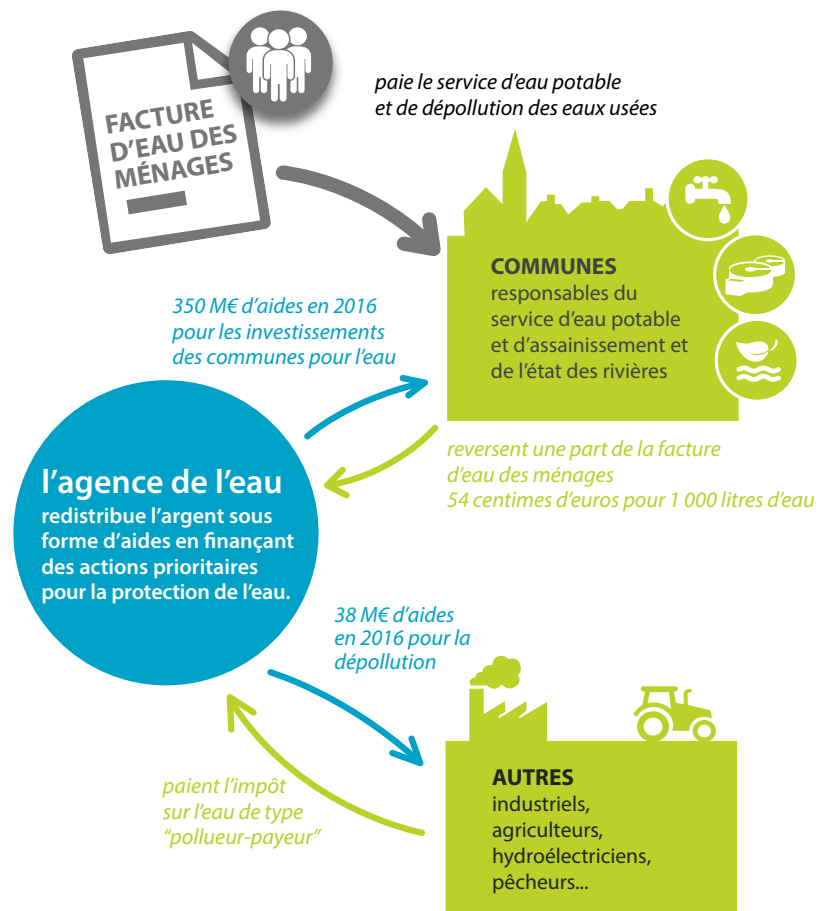 FACTURE
D'EAU DES
MÉNAGES
paie le service d'eau potable
et de dépollution des eaux usées
COMMUNES
responsables du
service d'eau potable
et d'assainissement et
de l'état des rivières
350 M€ d'aides en 2016
pour les investissements
des communes pour l'eau
reversent une part de la facture
d'eau des ménages
54 centimes d'euros pour 1 000 litres d'eau
l'agence de l'eau
redistribue l'argent sous
forme d'aides en finançant
des actions prioritaires
pour la protection de l'eau.
38 M€ d'aides
en 2016 pour la
dépollution
paient l'impôt
sur l'eau de type
“pollueur-payeur”
AUTRES
industriels,
agriculteurs,
hydroélectriciens,
pêcheurs...